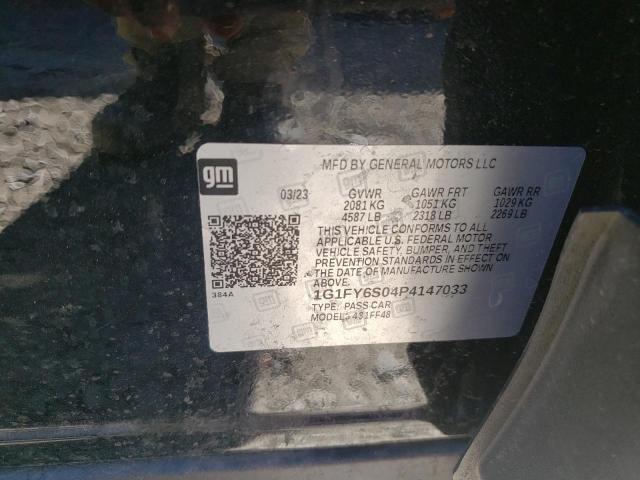 gm
MFD BY GENERAL MOTORS LLC
03/23 GVWR GAWR FRT GAWR RR
2081 KG 1051 KG 1029 KG
4587 LB 2318 LB 2269 LB
THIS VEHICLE CONFORMS TO ALL
APPLICABLE U.S. FEDERAL MOTOR
VEHICLE SAFETY, BUMPER, AND THEFT
PREVENTION STANDARDS IN EFFECT ON
THE DATE OF MANUFACTURE SHOWN
ABOVE.
384A
1G1FY6S04P4147033
TYPE: PASS CAR
MODEL: 4S1FF48